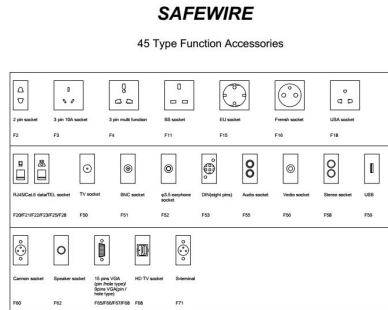 SAFEWIRE
45 Type Function Accessories
2 pin socket 3 pin 10A socket 3 pin multi function BS socket EU socket Frensh socket USA socket
F2 F3 F4 F11 F15 F16 F18
RJ45/Cat.6 data/TEL socket TV socket BNC socket φ3.5 earphone socket DIN(eight pins) Audio socket Vedio socket Stereo socket USB
F20/F21/F22/F23/F25/F28 F50 F51 F52 F53 F55 F56 F58 F59
Cannon socket Speaker socket 15 pins VGA (pin /hole type)/ 9pins VGA(pin / hole type) HD TV socket S-terminal
F60 F62 F65/F66/F67/F68 F68 F71